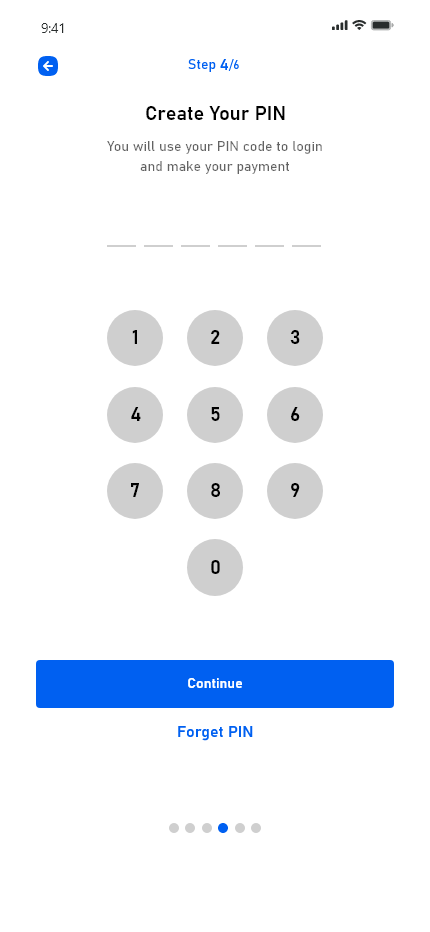 9:41
Step 4/6
Create Your PIN
You will use your PIN code to login
and make your payment
1 2 3
4 5 6
7 8 9
0
Continue
Forget PIN